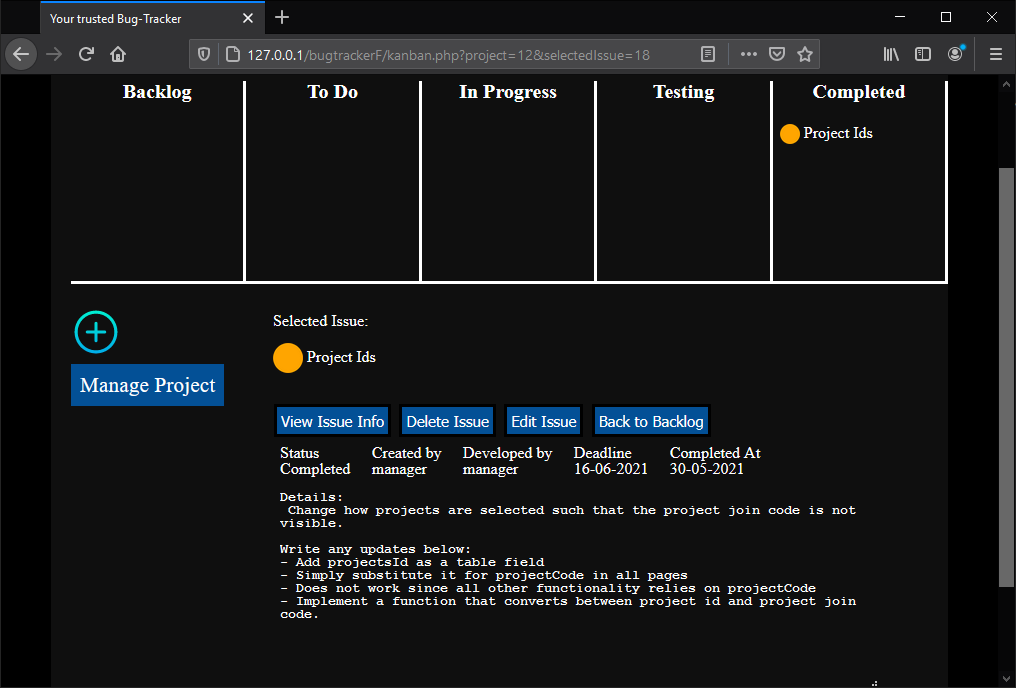 Your trusted Bug-Tracker
127.0.0.1/bugtrackerF/kanban.php?project=12&selectedIssue=18
Backlog To Do In Progress Testing Completed
Project Ids
Selected Issue:
Project Ids
Manage Project
View Issue Info Delete Issue Edit Issue Back to Backlog
Status Created by Developed by Deadline Completed At
Completed manager manager 16-06-2021 30-05-2021
Details:
Change how projects are selected such that the project join code is not
visible.
Write any updates below:
- Add projectsId as a table field
- Simply substitute it for projectCode in all pages
- Does not work since all other functionality relies on projectCode
- Implement a function that converts between project id and project join
code.